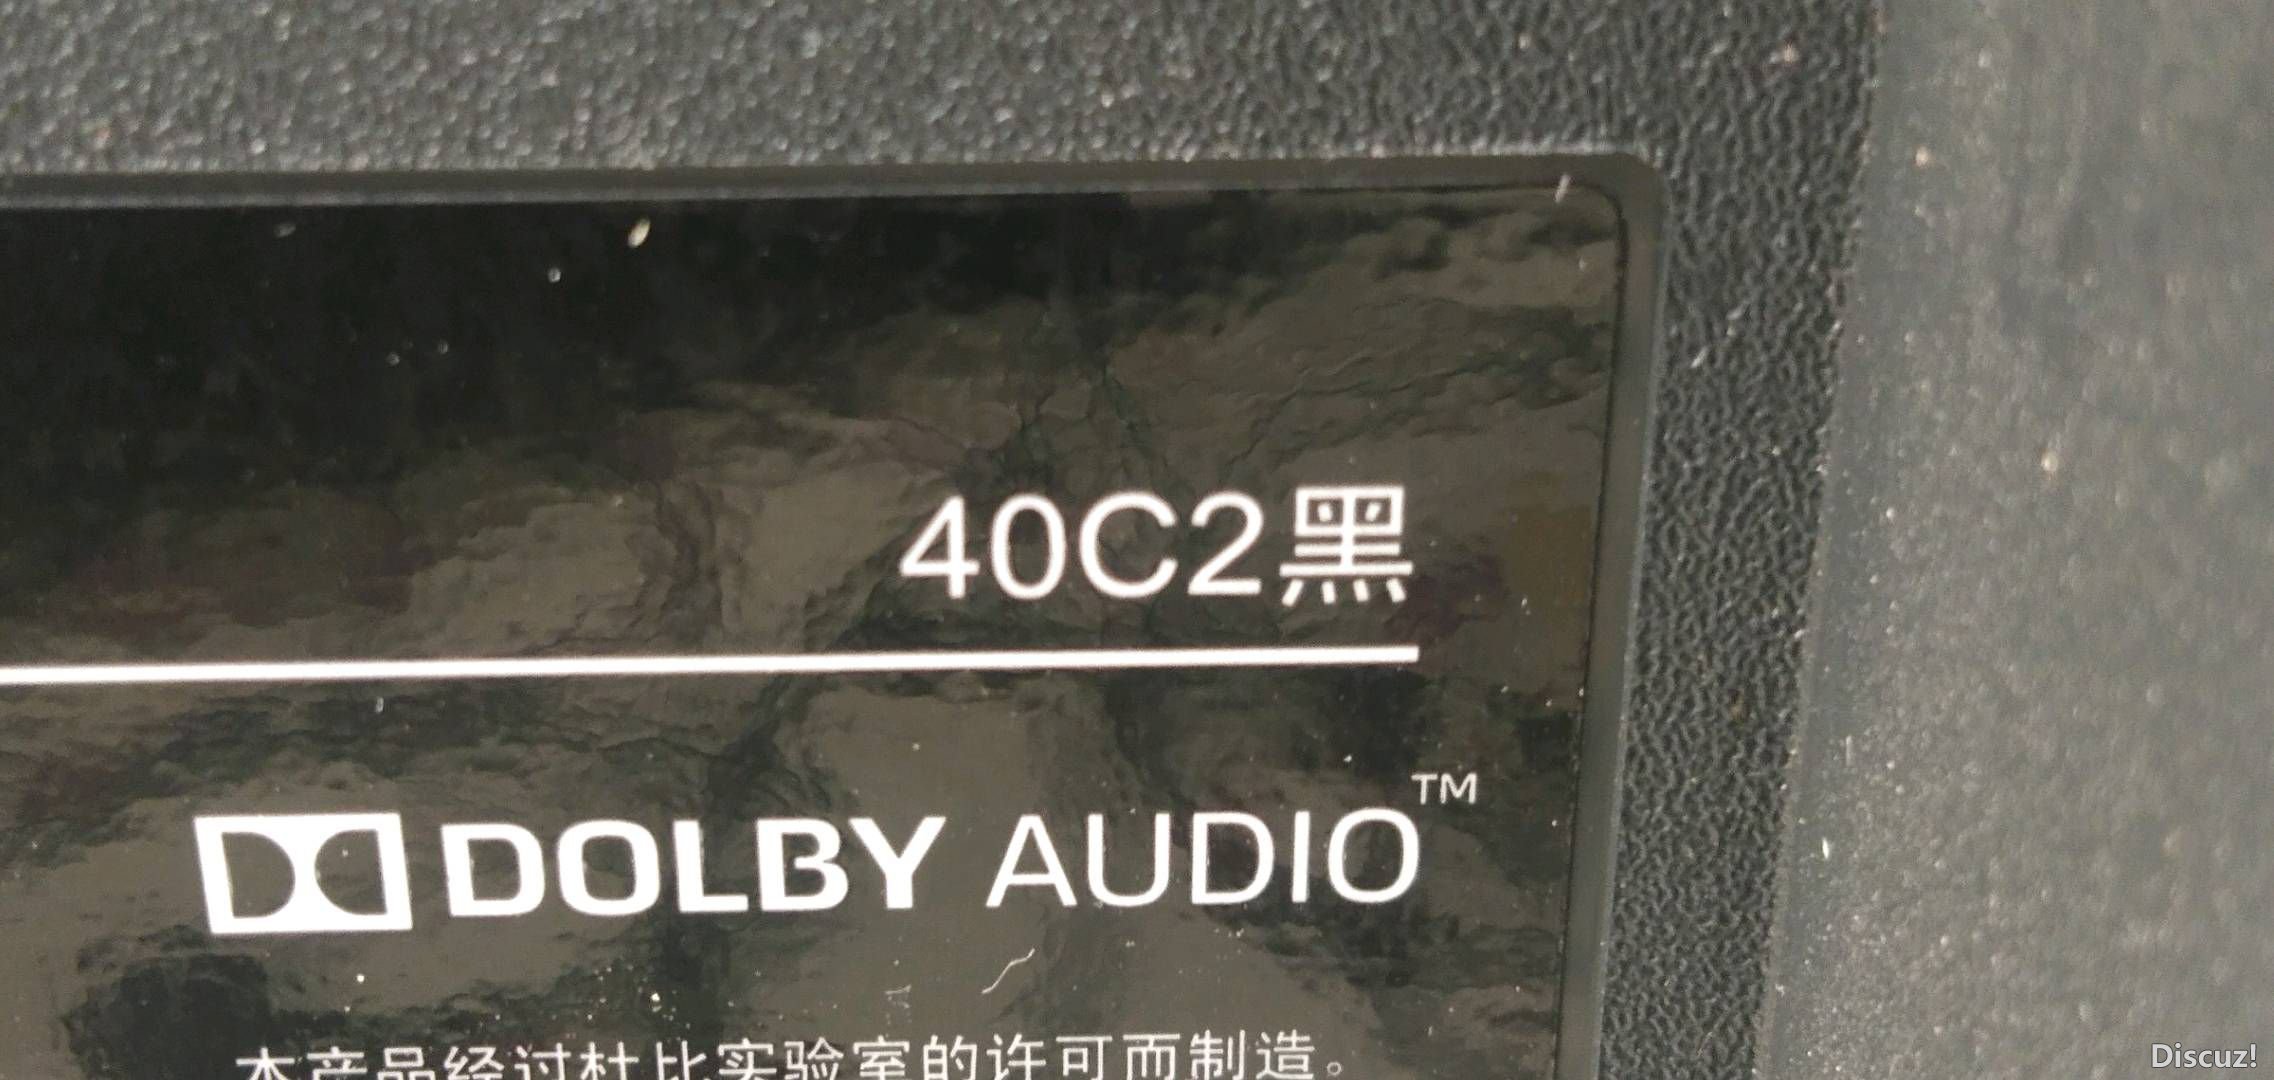 40C2黑
DOLBY AUDIO™
本产品经过杜比实验室的许可而制造。
Discuz!